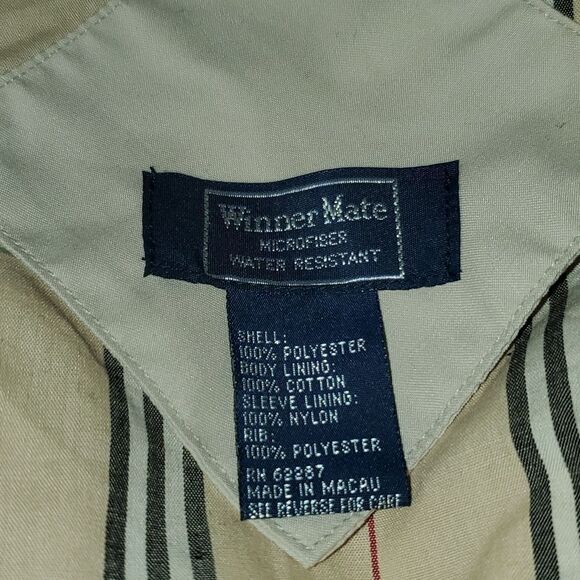 Winner Mate
MICROFIBER
WATER RESISTANT
SHELL:
100% POLYESTER
BODY LINING:
100% COTTON
SLEEVE LINING:
100% NYLON
RIB:
100% POLYESTER
RN 69287
MADE IN MACAU
SEE REVERSE FOR CARE